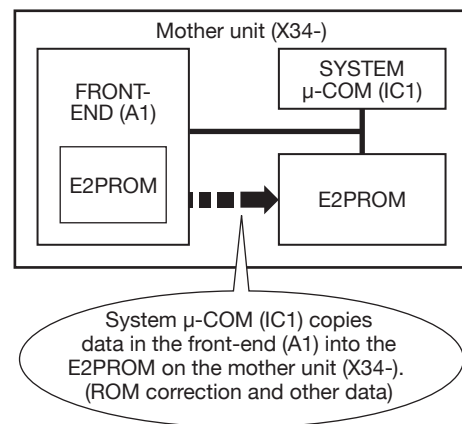 Mother unit (X34-)
FRONT-
END (A1)
E2PROM
SYSTEM
µ-COM (IC1)
E2PROM
System µ-COM (IC1) copies
data in the front-end (A1) into the
E2PROM on the mother unit (X34-).
(ROM correction and other data)